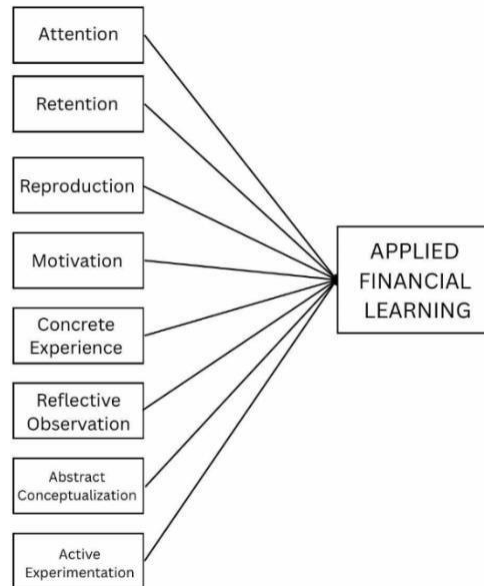 Attention
Retention
Reproduction
Motivation
Concrete
Experience
Reflective
Observation
Abstract
Conceptualization
Active
Experimentation
APPLIED
FINANCIAL
LEARNING